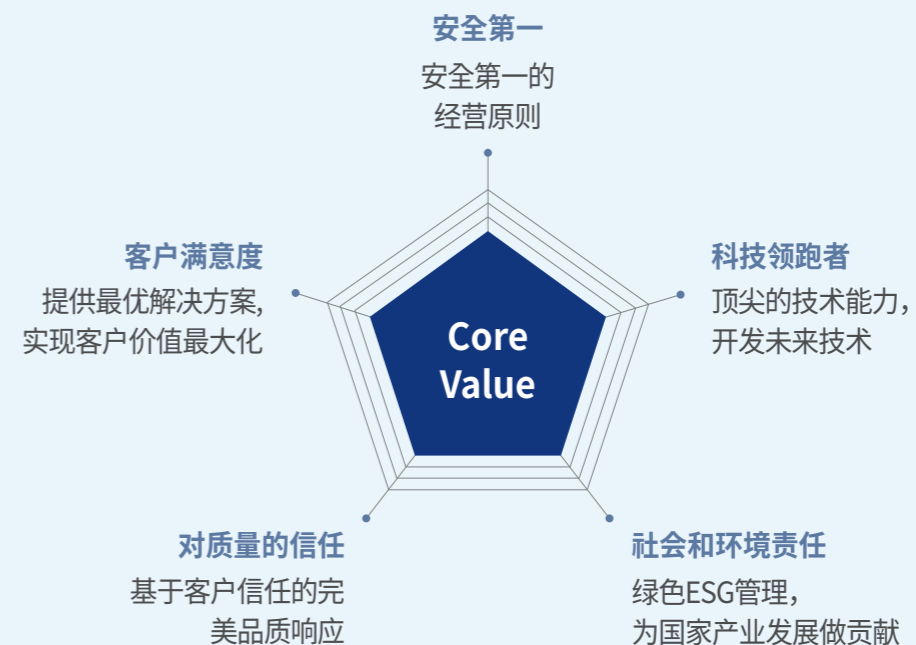 安全第一
安全第一的
经营原则
客户满意度
提供最优解决方案,
实现客户价值最大化
科技领跑者
顶尖的技术能力，
开发未来技术
Core
Value
对质量的信任
基于客户信任的完
美品质响应
社会和环境责任
绿色ESG管理，
为国家产业发展做贡献